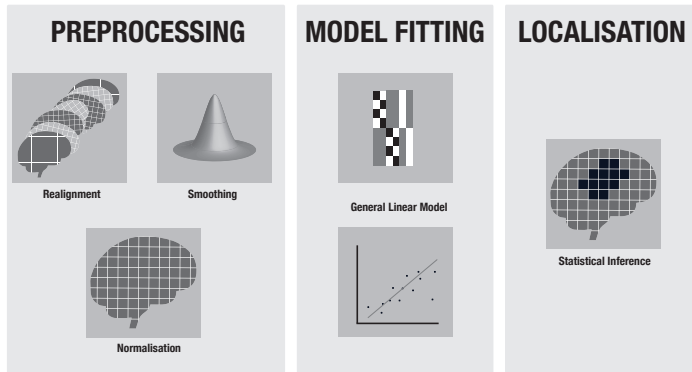 PREPROCESSING
Realignment
Smoothing
Normalisation
MODEL FITTING
General Linear Model
LOCALISATION
Statistical Inference